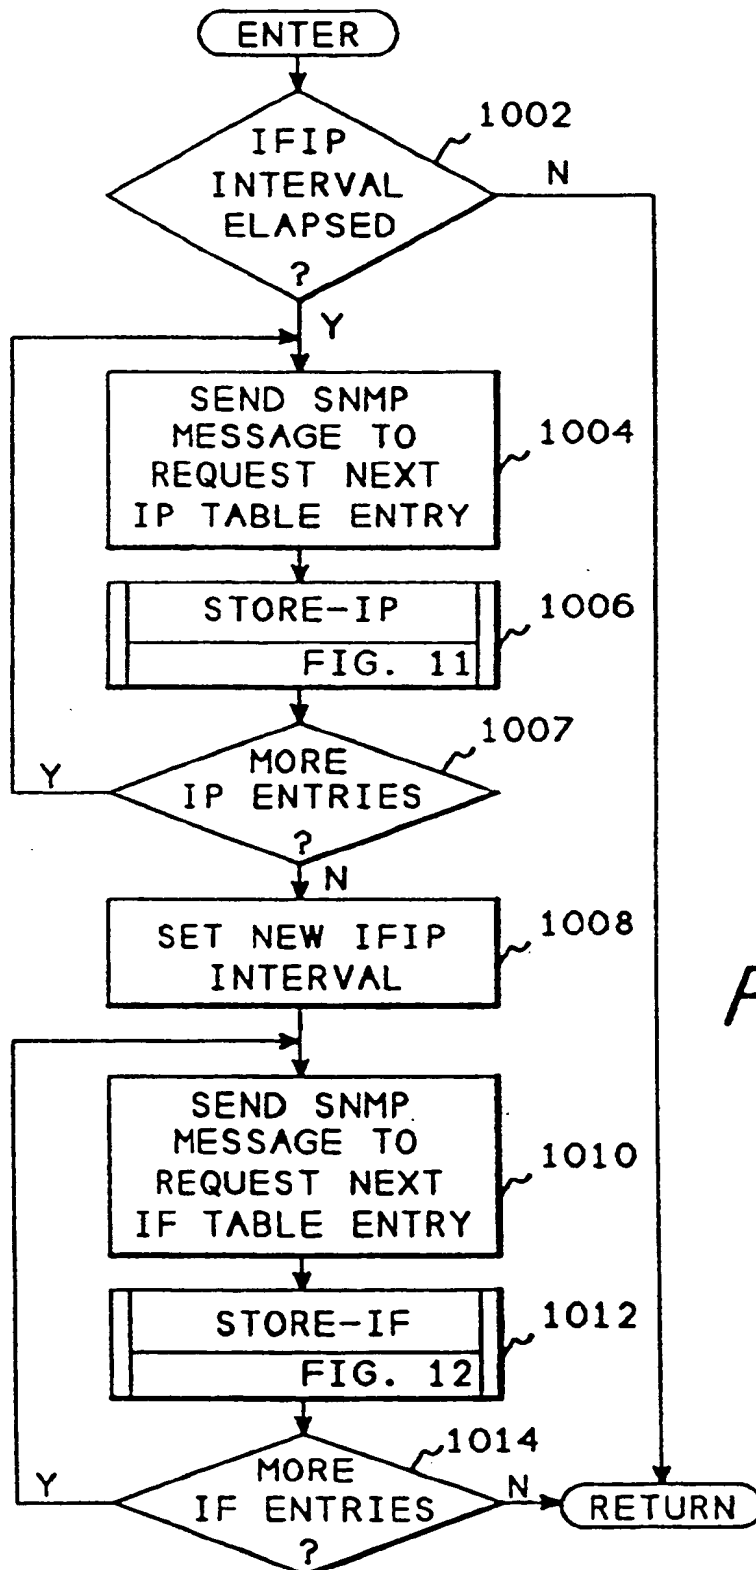 ENTER
1002
IFIP
INTERVAL
ELAPSED
?
N
Y
SEND SNMP
MESSAGE TO
REQUEST NEXT
IP TABLE ENTRY
1004
STORE-IP
FIG. 11
1006
1007
MORE
IP ENTRIES
?
Y
N
SET NEW IFIP
INTERVAL
1008
SEND SNMP
MESSAGE TO
REQUEST NEXT
IF TABLE ENTRY
1010
STORE-IF
FIG. 12
1012
1014
MORE
IF ENTRIES
?
Y
N
RETURN